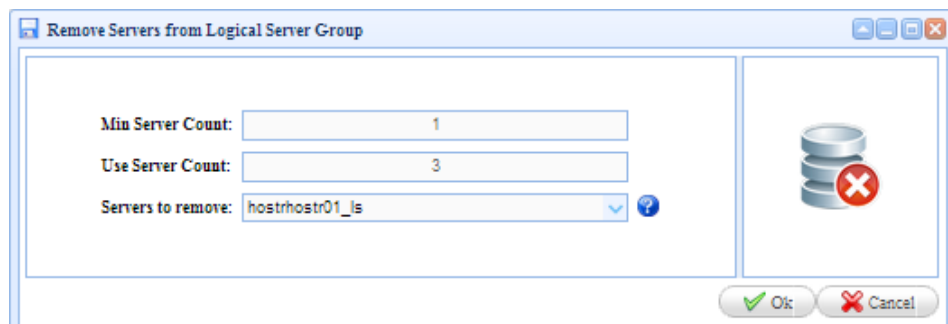 Remove Servers from Logical Server Group
Min Server Count: 1
Use Server Count: 3
Servers to remove: hostrhostr01_ls
Ok Cancel